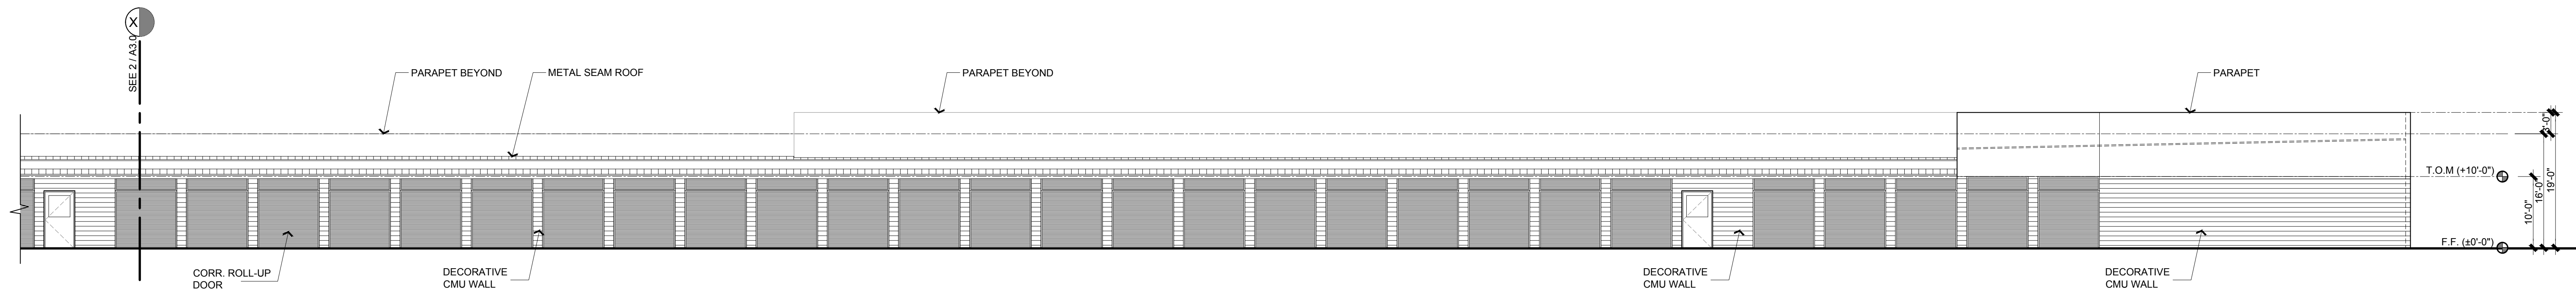 X
SEE 2 / A3.0
PARAPET BEYOND
METAL SEAM ROOF
PARAPET BEYOND
PARAPET
3'-0"
T.O.M (+10'-0")
19'-0"
16'-0"
10'-0"
F.F. (±0'-0")
CORR. ROLL-UP
DOOR
DECORATIVE
CMU WALL
DECORATIVE
CMU WALL
DECORATIVE
CMU WALL